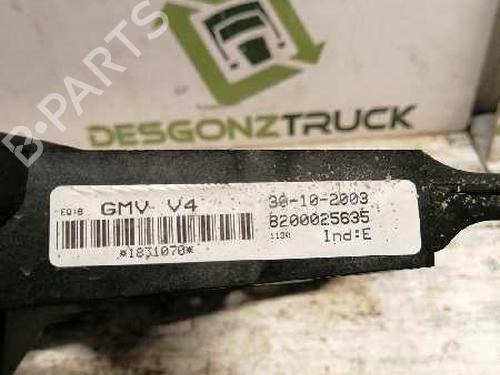 B-PARTS
DESGONZTRUCK
EQ:8 GMV V4 30-10-2003
8200025635
*1831070* Ind:E